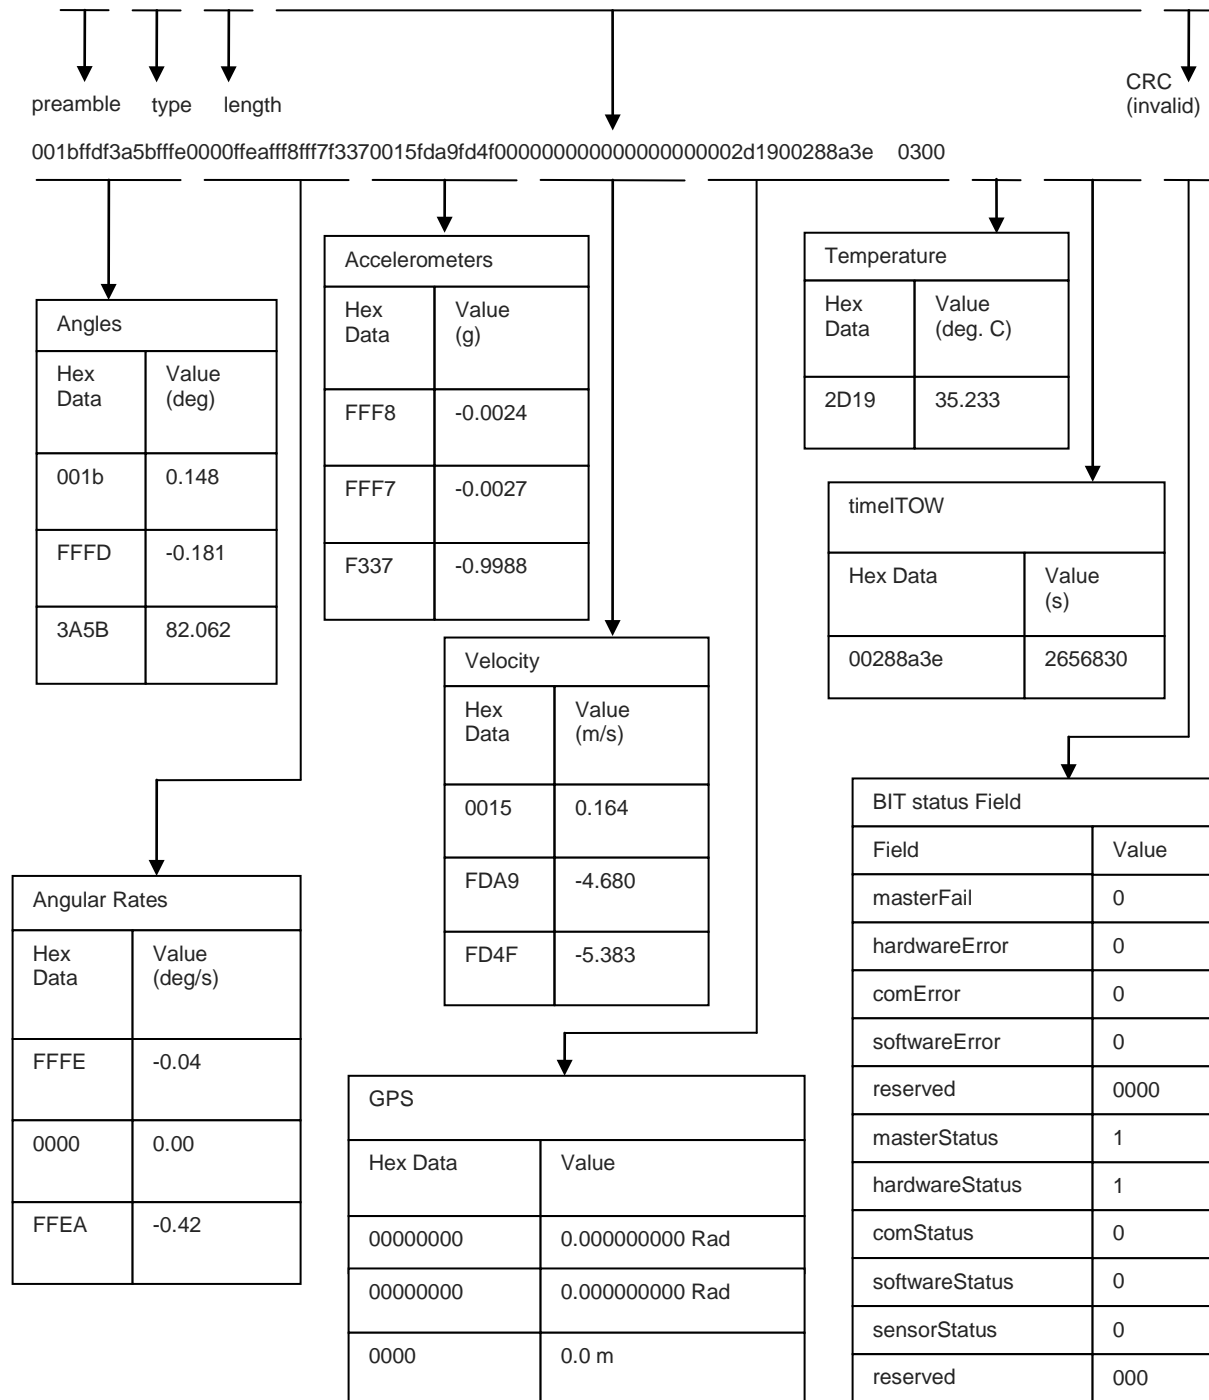 preamble type length
CRC
(invalid)
001bffdf3a5bfffe0000ffeafff8fff7f3370015fda9fd4f000000000000000000002d1900288a3e 0300
Angles
Hex Data Value (deg)
001b 0.148
FFFD -0.181
3A5B 82.062
Accelerometers
Hex Data Value (g)
FFF8 -0.0024
FFF7 -0.0027
F337 -0.9988
Temperature
Hex Data Value (deg. C)
2D19 35.233
timeITOW
Hex Data Value (s)
00288a3e 2656830
Velocity
Hex Data Value (m/s)
0015 0.164
FDA9 -4.680
FD4F -5.383
Angular Rates
Hex Data Value (deg/s)
FFFE -0.04
0000 0.00
FFEA -0.42
GPS
Hex Data Value
00000000 0.000000000 Rad
00000000 0.000000000 Rad
0000 0.0 m
BIT status Field
Field Value
masterFail 0
hardwareError 0
comError 0
softwareError 0
reserved 0000
masterStatus 1
hardwareStatus 1
comStatus 0
softwareStatus 0
sensorStatus 0
reserved 000